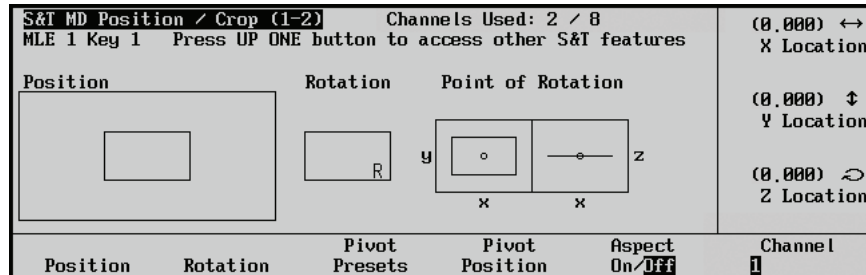 S&T MD Position / Crop (1-2) Channels Used: 2 / 8
MLE 1 Key 1 Press UP ONE button to access other S&T features
(0.000) ↔
X Location
Position Rotation Point of Rotation
(0.000) ↕
Y Location
R
y z
x x
(0.000)
Z Location
Position Rotation Pivot Presets Pivot Position Aspect On/Off Channel 1